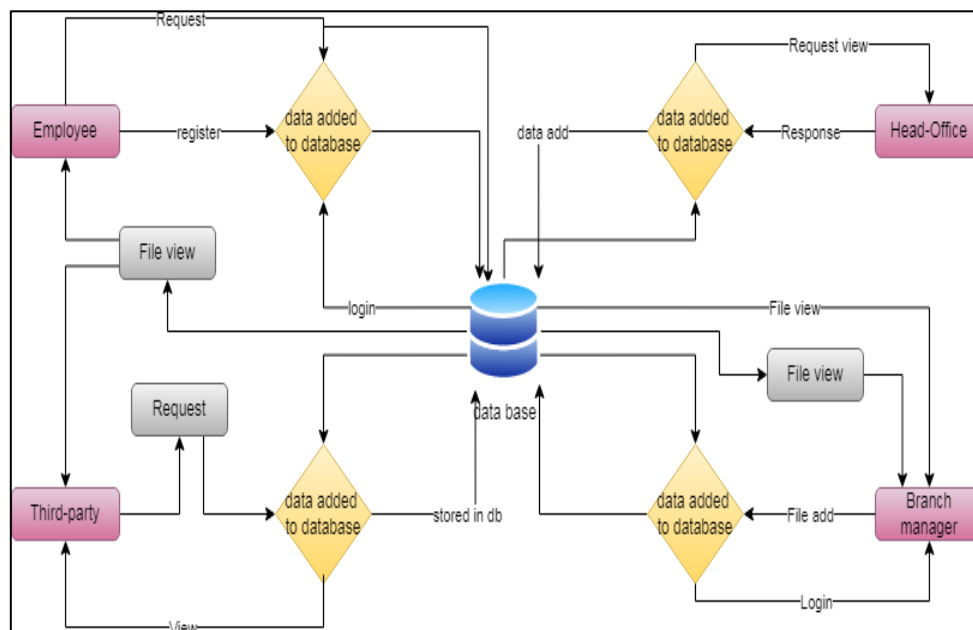 Request
Request view
Employee
register
data added
to database
data add
data added
to database
Response
Head-Office
File view
login
File view
File view
Request
data base
Third-party
data added
to database
stored in db
data added
to database
File add
Branch
manager
View
Login